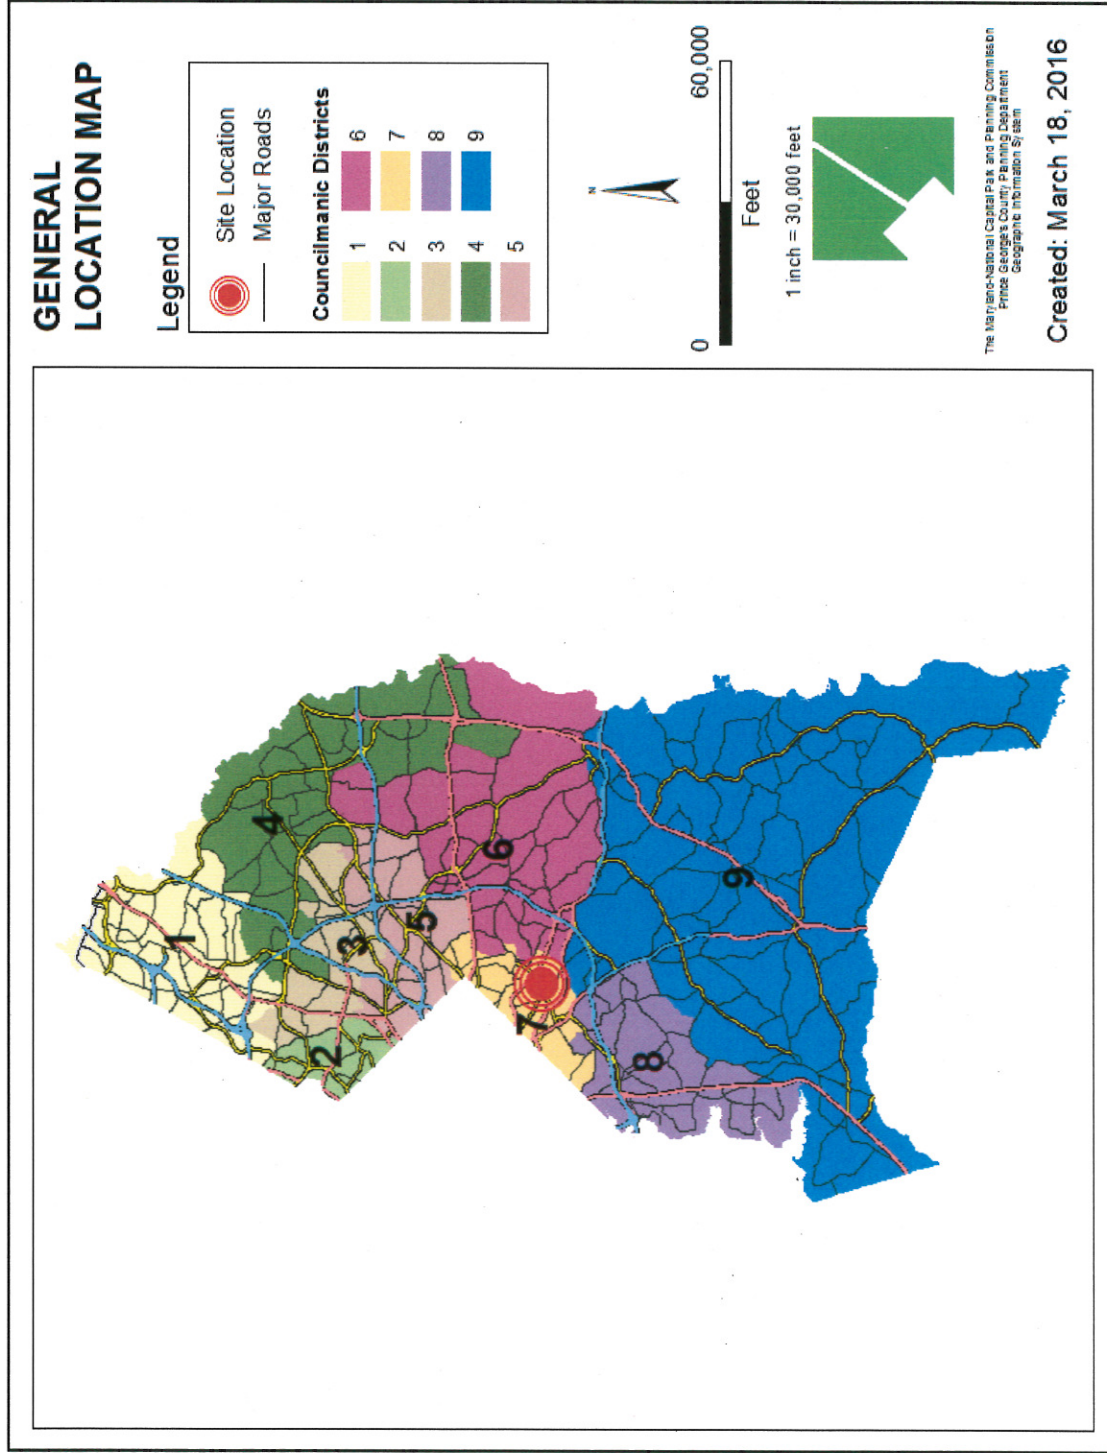 GENERAL
LOCATION MAP
Legend
Site Location
Major Roads
Councilmanic Districts
1
6
2
7
3
8
4
9
5
N
0
60,000
Feet
1 inch = 30,000 feet
The Maryland-National Capital Park and Planning Commission
Prince George's County Planning Department
Geographic Information System
Created: March 18, 2016
1
2
3
4
5
6
7
8
9